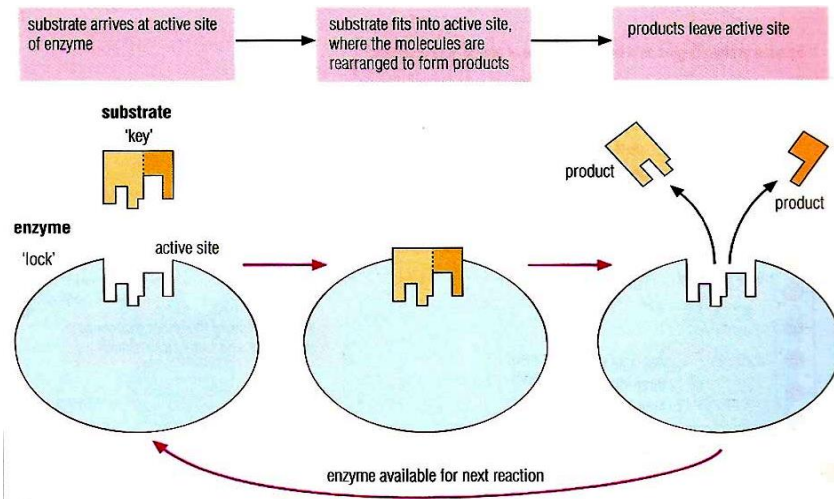 substrate arrives at active site
of enzyme
substrate fits into active site,
where the molecules are
rearranged to form products
products leave active site
substrate
'key'
enzyme
'lock'
active site
product
product
enzyme available for next reaction